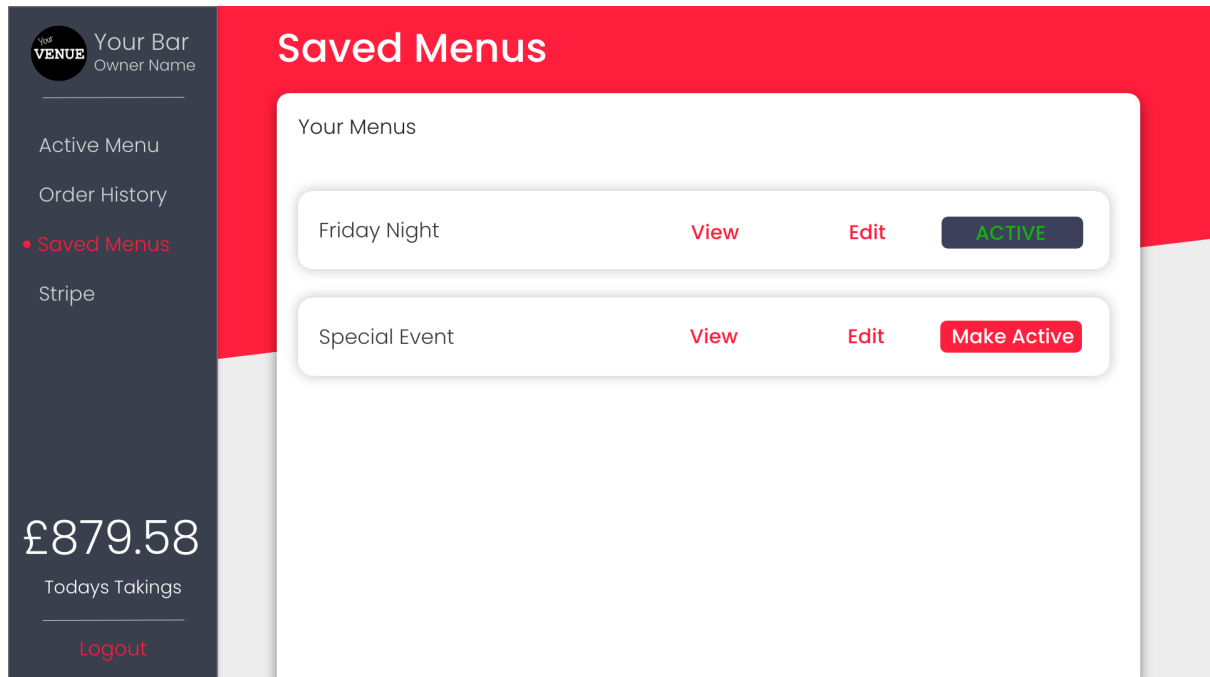 Your
VENUE
Your Bar
Owner Name
Active Menu
Order History
Saved Menus
Stripe
£879.58
Todays Takings
Logout
Saved Menus
Your Menus
Friday Night View Edit ACTIVE
Special Event View Edit Make Active